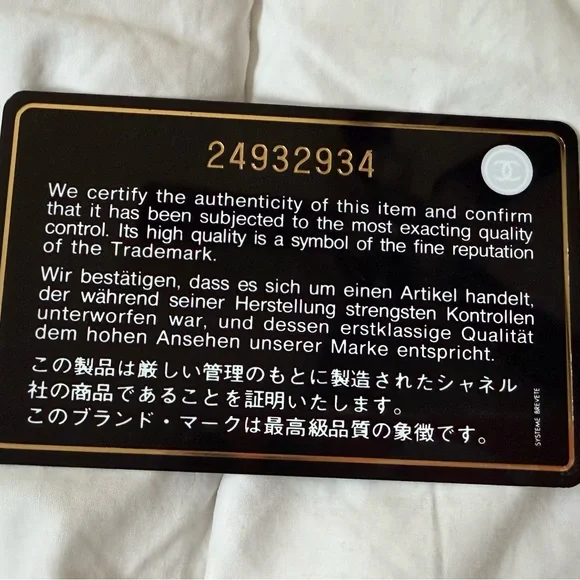 24932934
We certify the authenticity of this item and confirm
that it has been subjected to the most exacting quality
control. Its high quality is a symbol of the fine reputation
of the Trademark.
Wir bestätigen, dass es sich um einen Artikel handelt,
der während seiner Herstellung strengsten Kontrollen
unterworfen war, und dessen erstklassige Qualität
dem hohen Ansehen unserer Marke entspricht.
この製品は厳しい管理のもとに製造されたシャネル
社の商品であることを証明いたします。
このブランド・マークは最高級品質の象徴です。
SYSTEME BREVETE